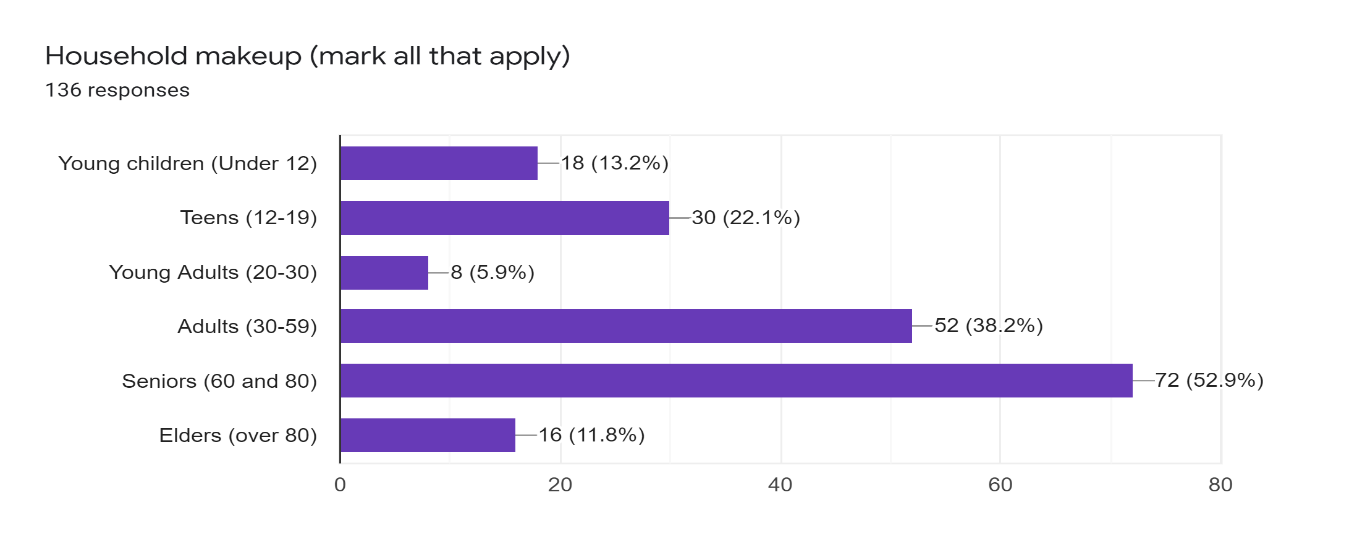 Household makeup (mark all that apply)
136 responses
Young children (Under 12) 18 (13.2%)
Teens (12-19) 30 (22.1%)
Young Adults (20-30) 8 (5.9%)
Adults (30-59) 52 (38.2%)
Seniors (60 and 80) 72 (52.9%)
Elders (over 80) 16 (11.8%)
0 20 40 60 80